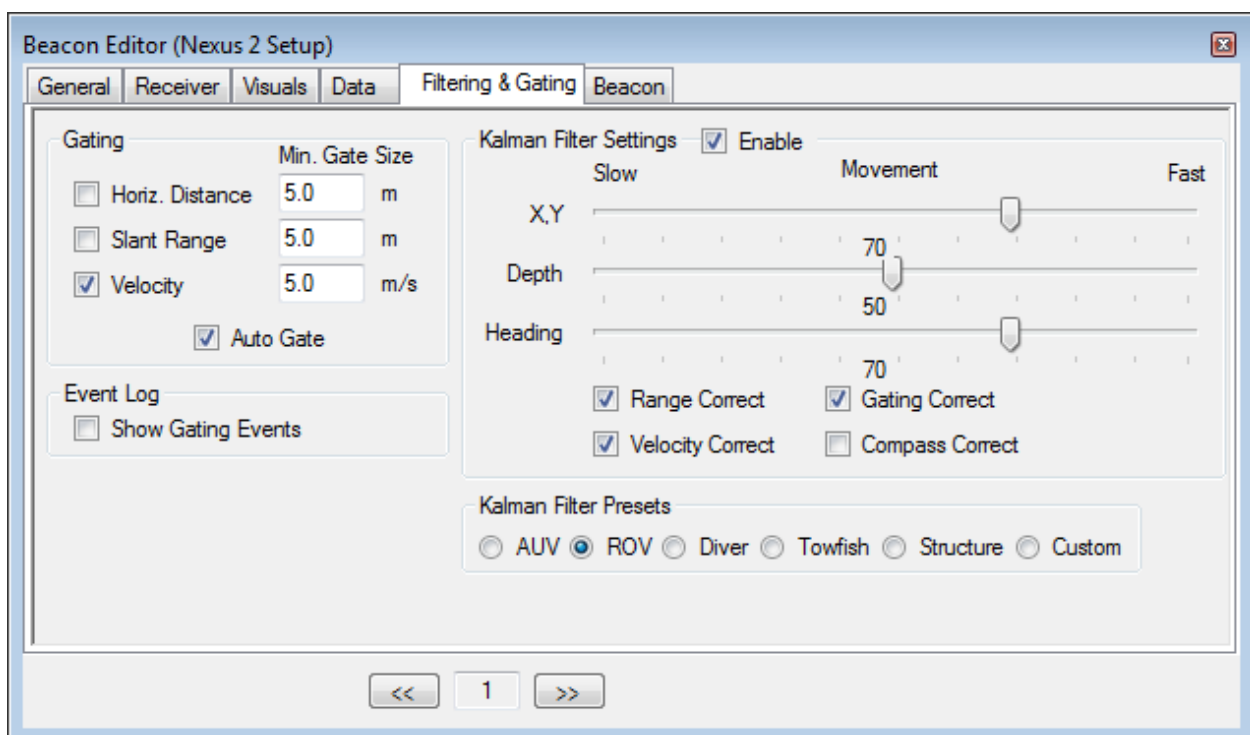 Beacon Editor (Nexus 2 Setup)
General Receiver Visuals Data Filtering & Gating Beacon
Gating
Min. Gate Size
Horiz. Distance 5.0 m
Slant Range 5.0 m
Velocity 5.0 m/s
Auto Gate
Event Log
Show Gating Events
Kalman Filter Settings Enable
Slow Movement Fast
X,Y
70
Depth
50
Heading
70
Range Correct Gating Correct
Velocity Correct Compass Correct
Kalman Filter Presets
AUV ROV Diver Towfish Structure Custom
<< 1 >>